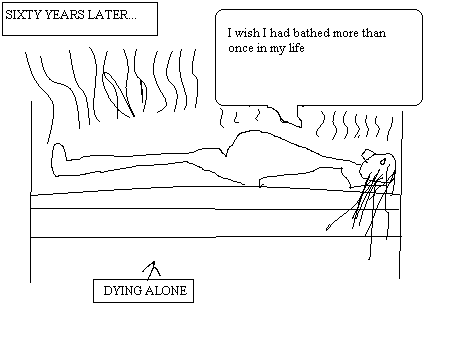 SIXTY YEARS LATER...
I wish I had bathed more than
once in my life
DYING ALONE